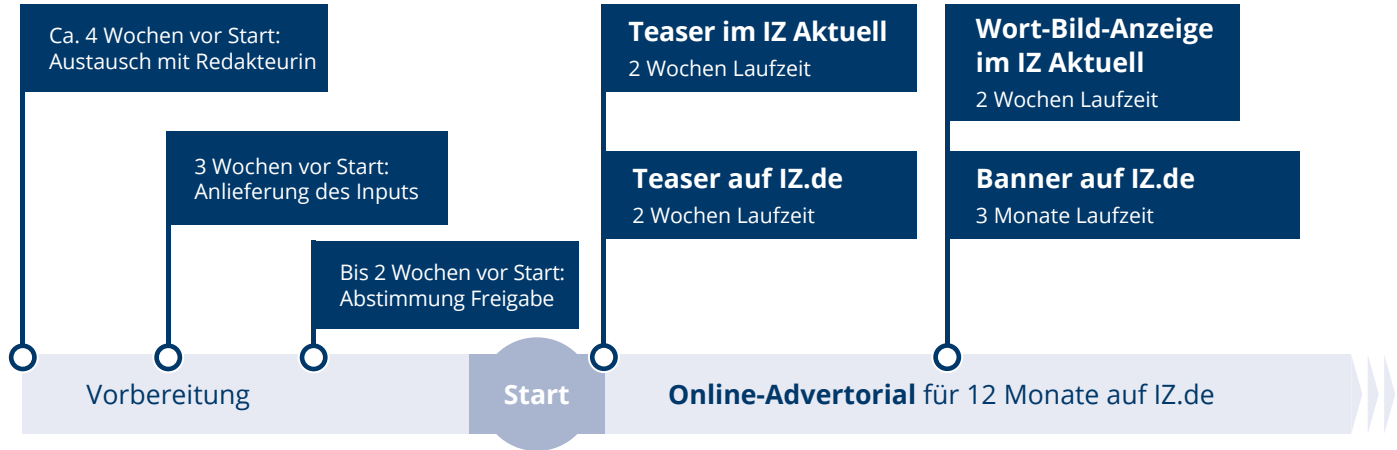 Ca. 4 Wochen vor Start:
Austausch mit Redakteurin
3 Wochen vor Start:
Anlieferung des Inputs
Bis 2 Wochen vor Start:
Abstimmung Freigabe
Teaser im IZ Aktuell
2 Wochen Laufzeit
Teaser auf IZ.de
2 Wochen Laufzeit
Wort-Bild-Anzeige
im IZ Aktuell
2 Wochen Laufzeit
Banner auf IZ.de
3 Monate Laufzeit
Vorbereitung
Start
Online-Advertorial für 12 Monate auf IZ.de